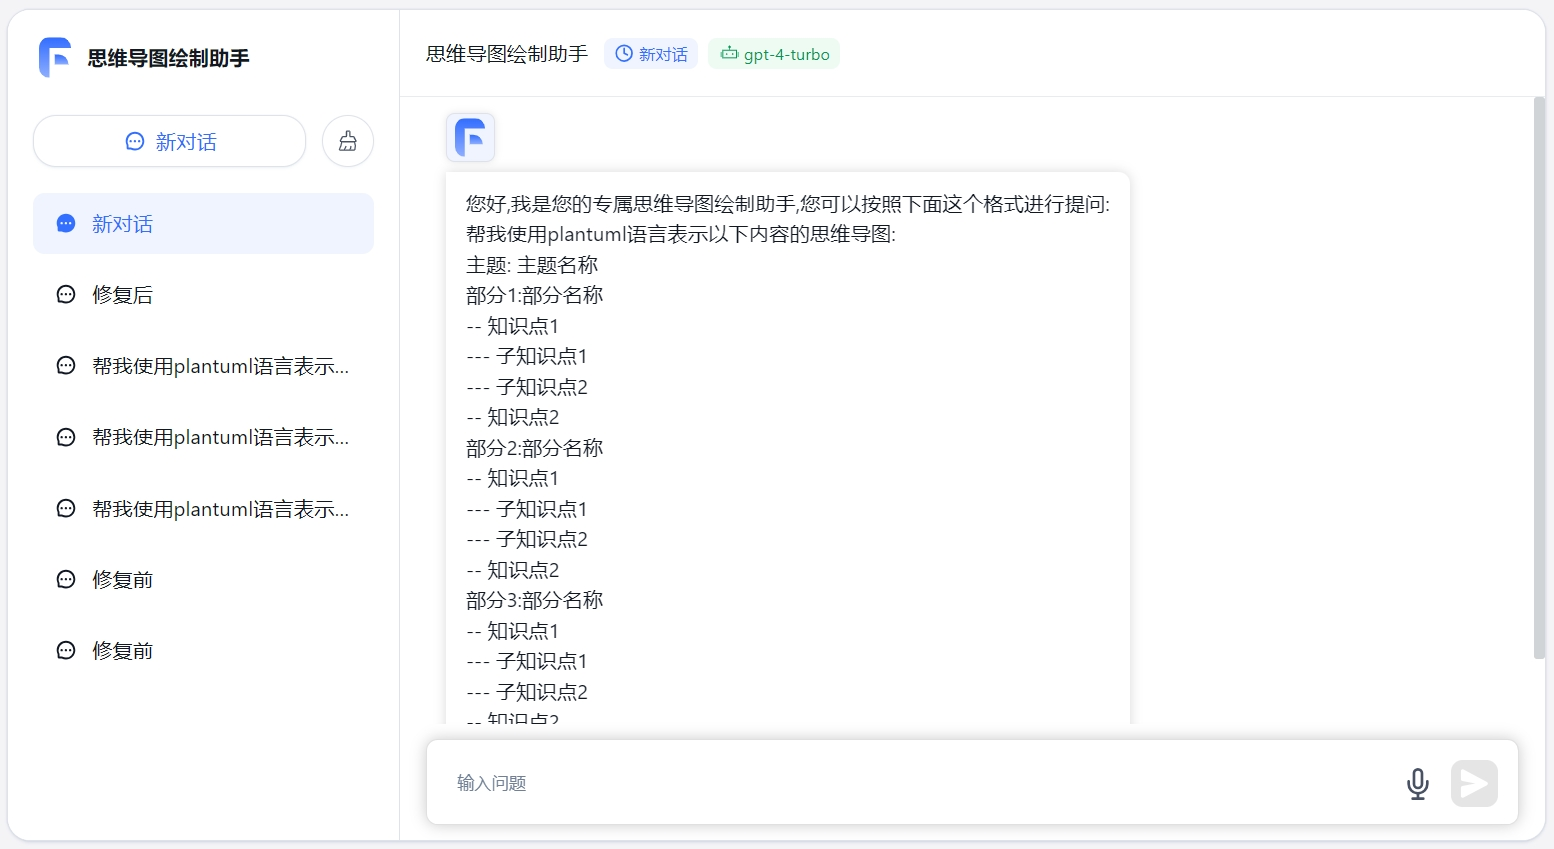 思维导图绘制助手
新对话
新对话
修复后
帮我使用plantuml语言表示...
帮我使用plantuml语言表示...
帮我使用plantuml语言表示...
修复前
修复前
思维导图绘制助手 新对话 gpt-4-turbo
您好,我是您的专属思维导图绘制助手,您可以按照下面这个格式进行提问:
帮我使用plantuml语言表示以下内容的思维导图:
主题: 主题名称
部分1:部分名称
-- 知识点1
--- 子知识点1
--- 子知识点2
-- 知识点2
部分2:部分名称
-- 知识点1
--- 子知识点1
--- 子知识点2
-- 知识点2
部分3:部分名称
-- 知识点1
--- 子知识点1
--- 子知识点2
-- 知识点2
输入问题